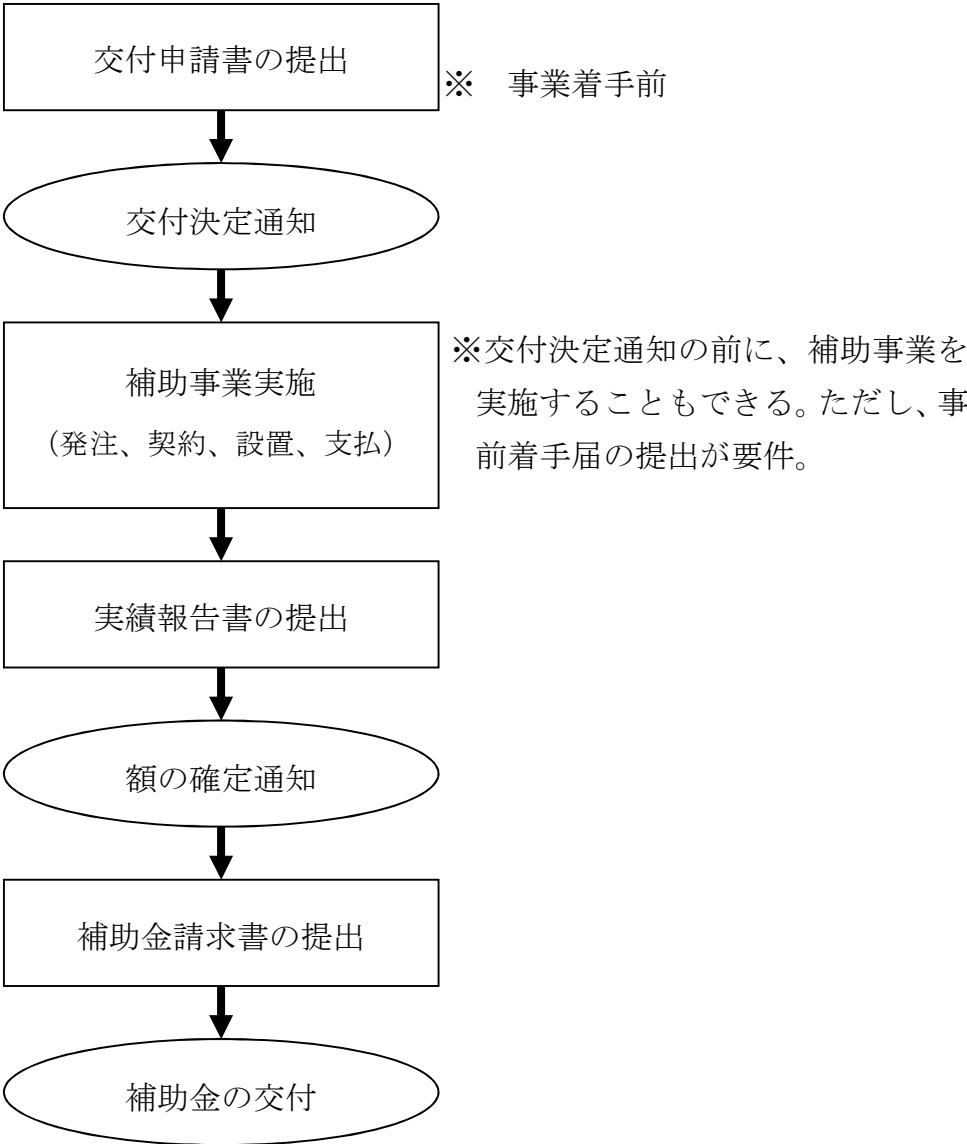 交付申請書の提出
※　事業着手前
交付決定通知
補助事業実施
（発注、契約、設置、支払）
※交付決定通知の前に、補助事業を
実施することもできる。ただし、事
前着手届の提出が要件。
実績報告書の提出
額の確定通知
補助金請求書の提出
補助金の交付